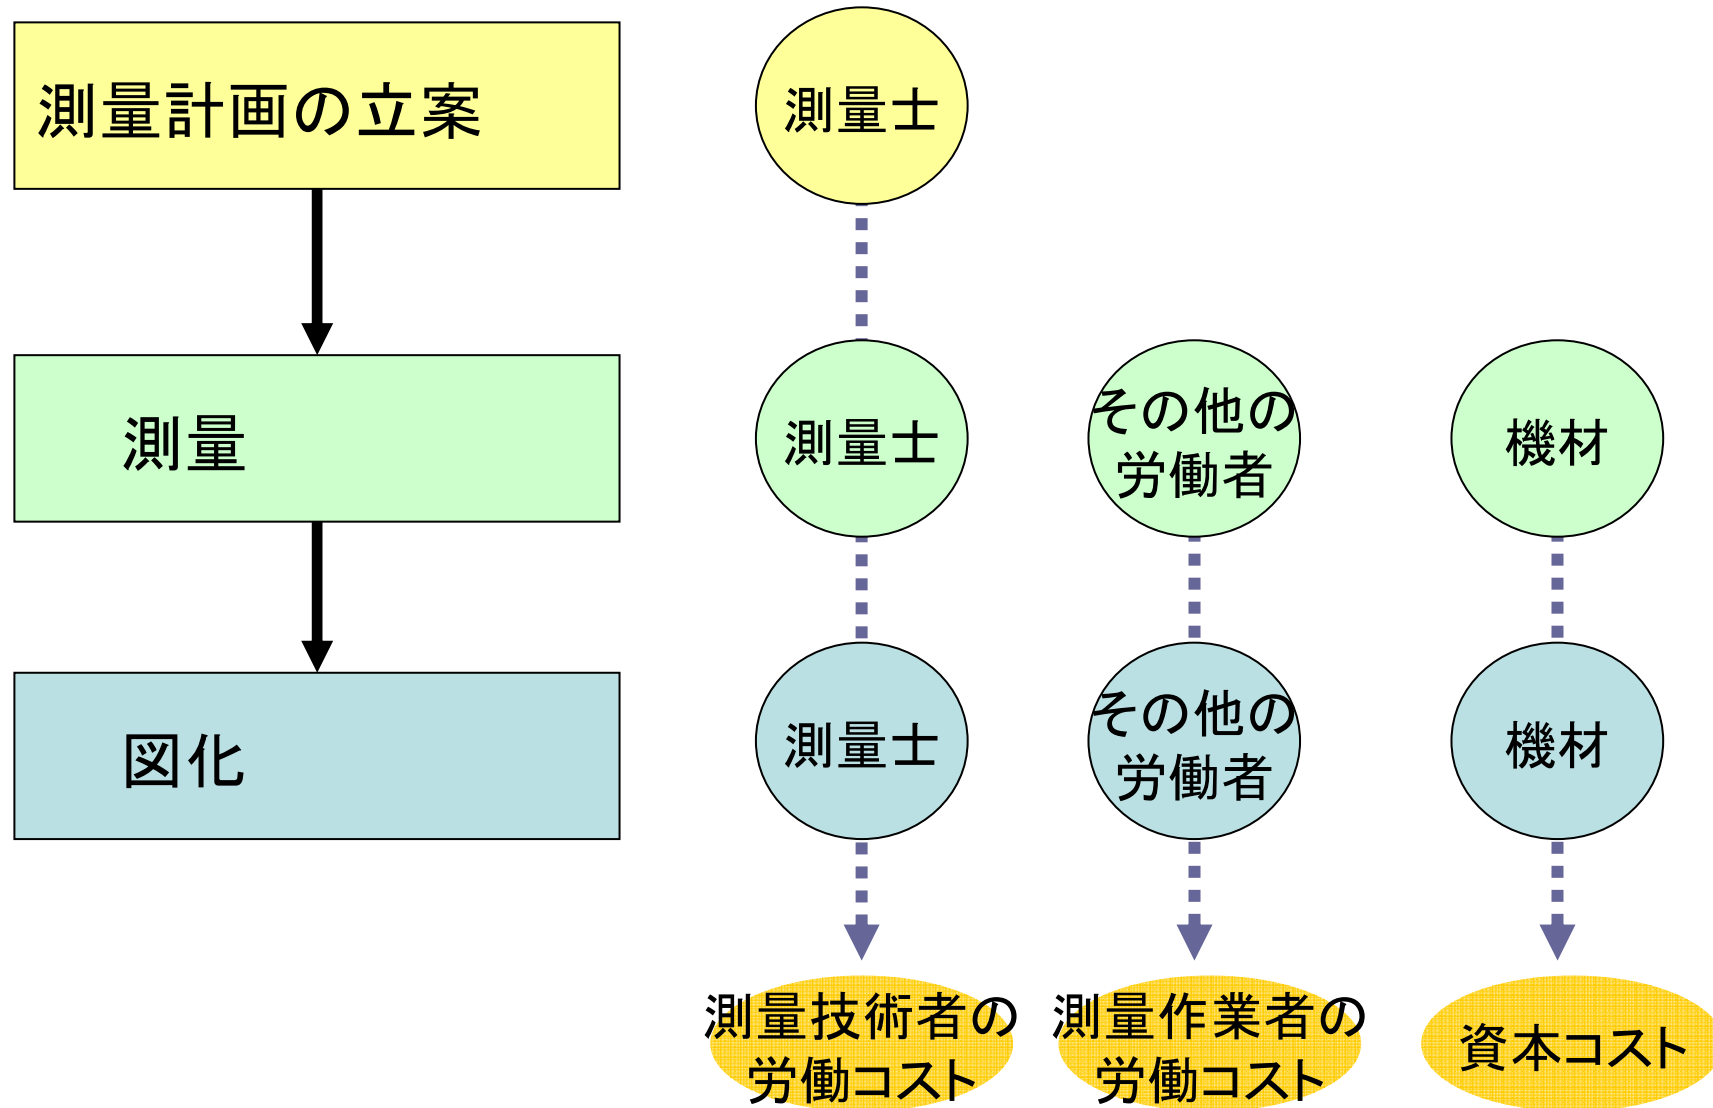 測量計画の立案
測量士
測量
測量士
その他の
労働者
機材
図化
測量士
その他の
労働者
機材
測量技術者の
労働コスト
測量作業者の
労働コスト
資本コスト